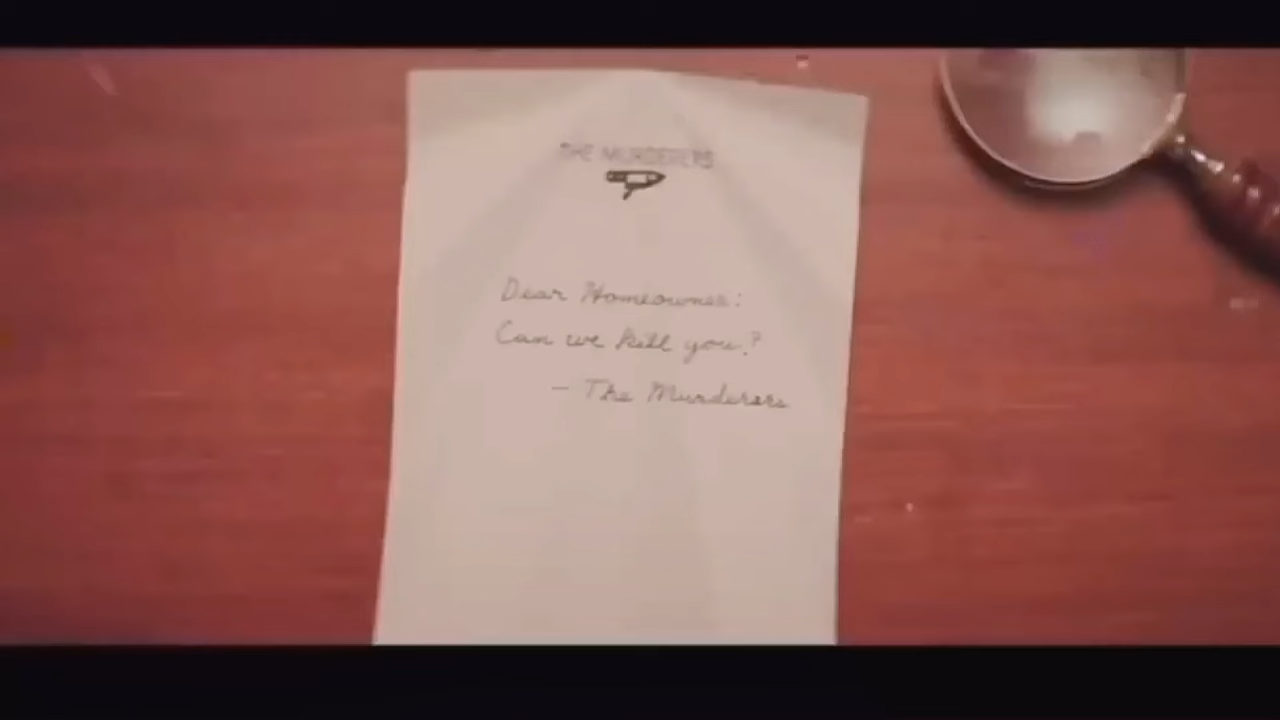 THE MURDERERS
Dear Homeowner:
Can we kill you?
- The Murderers